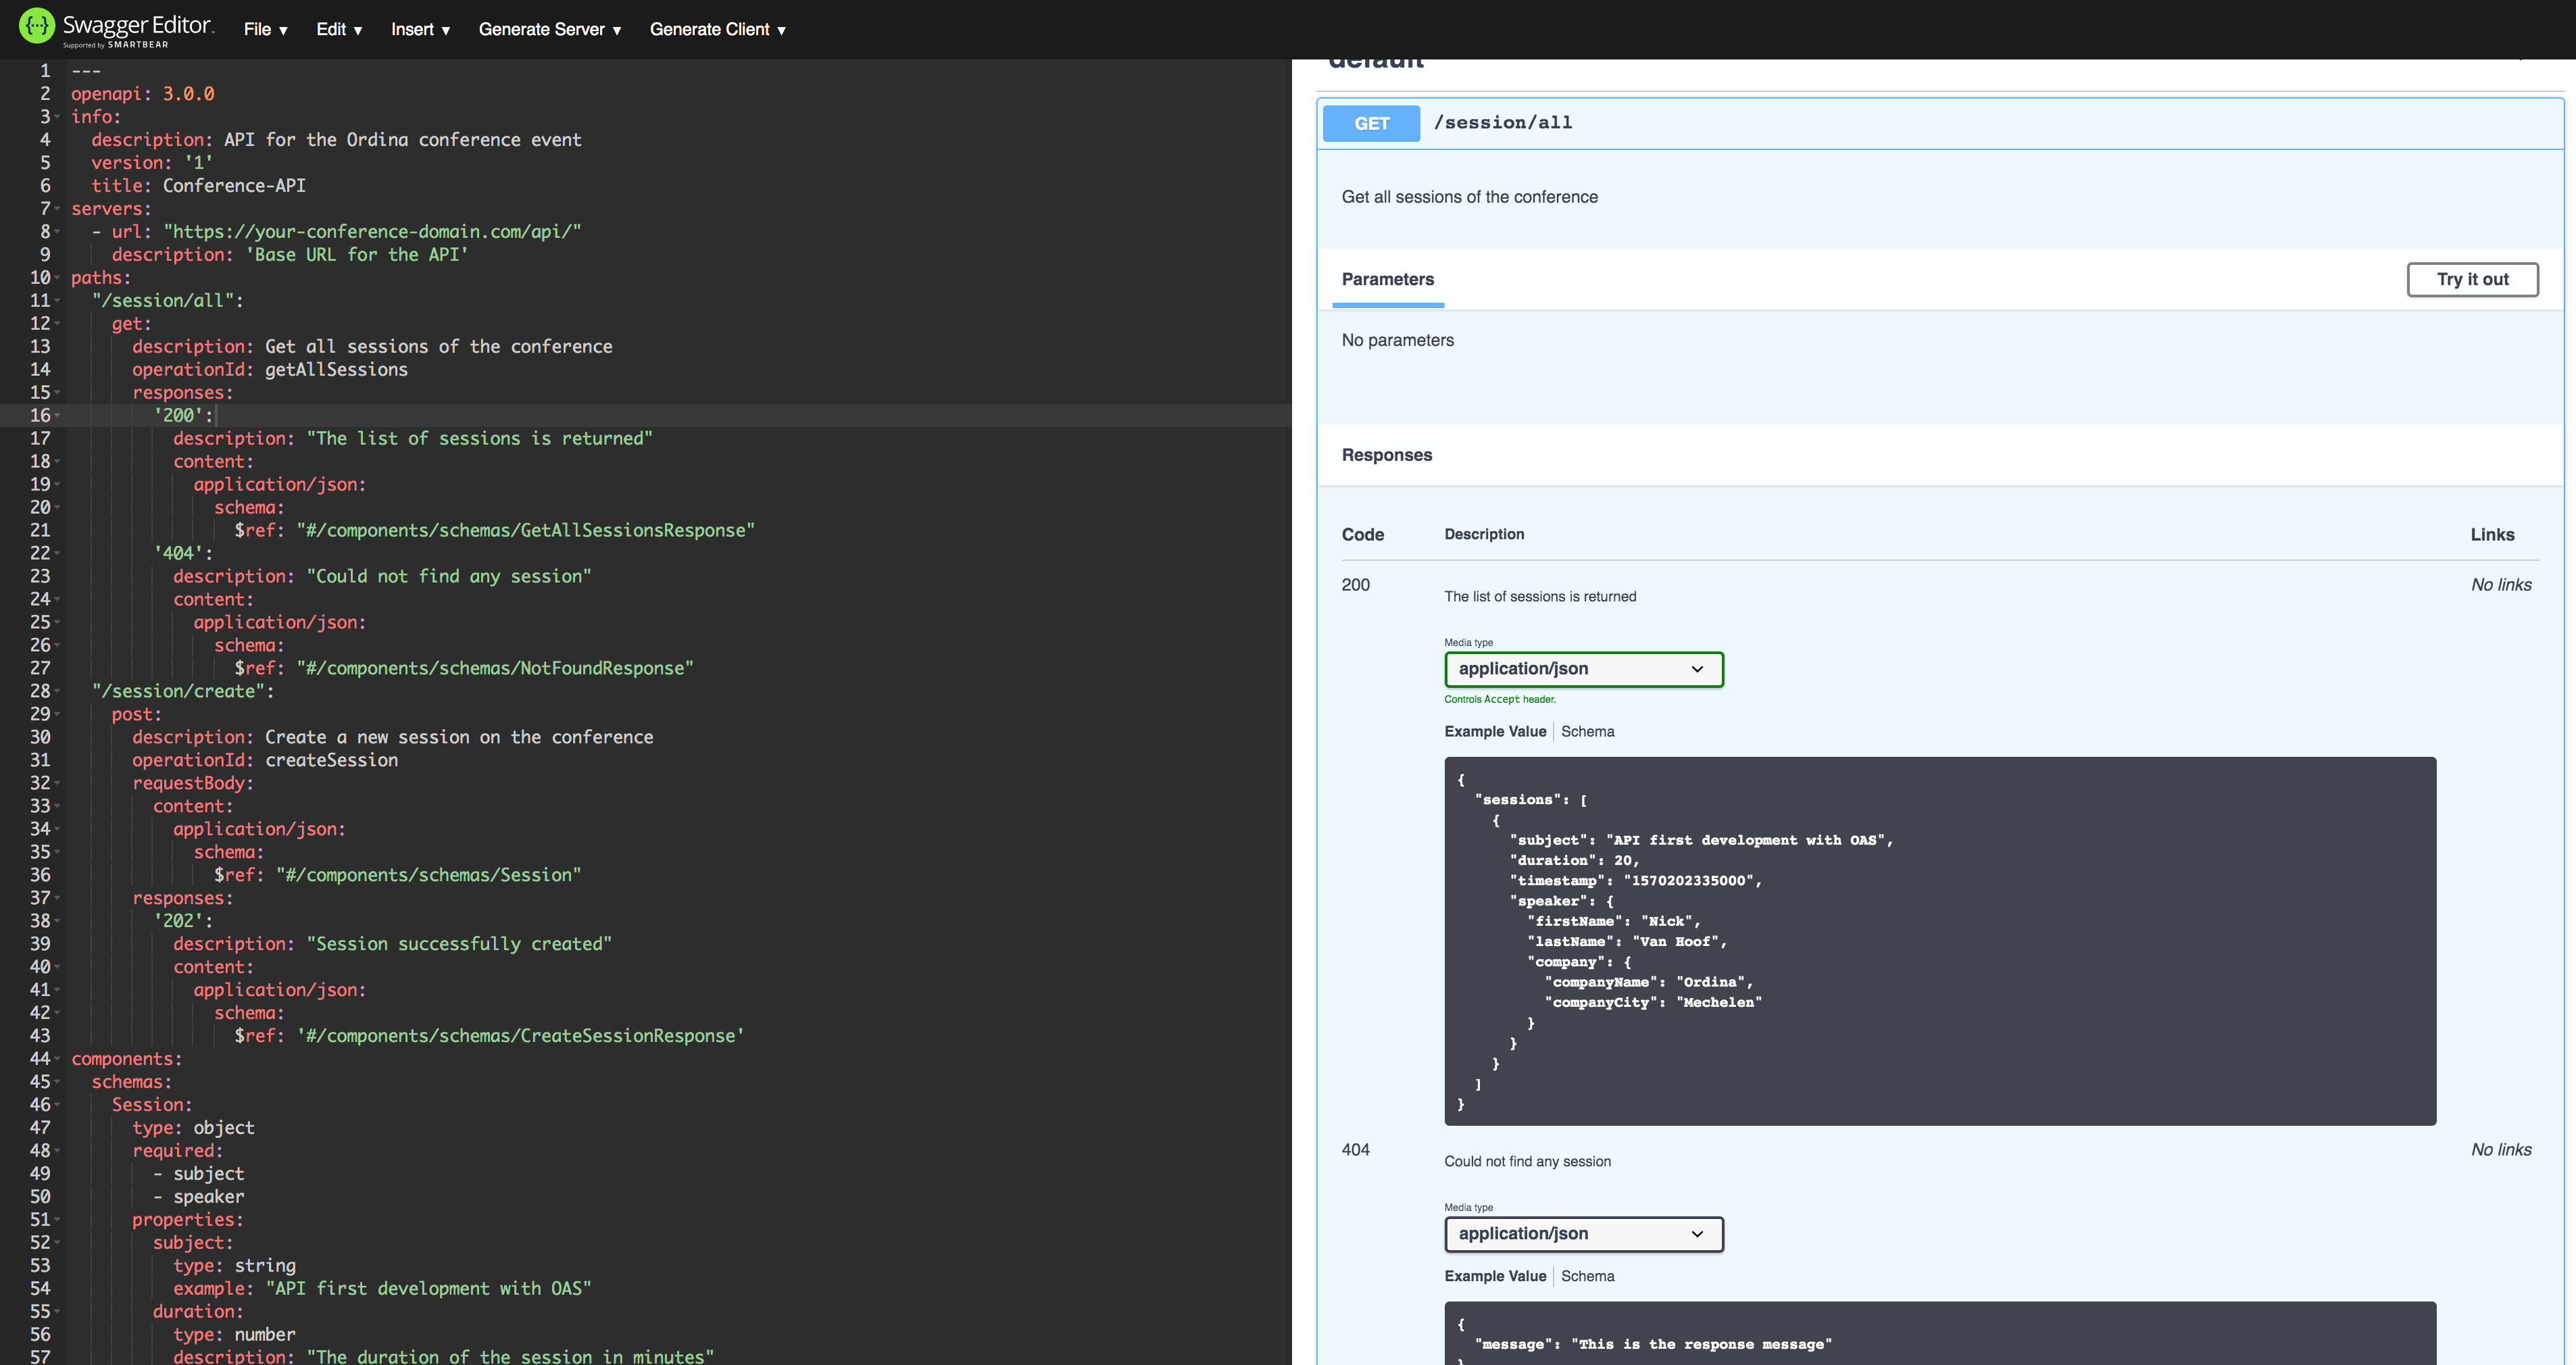 Swagger Editor
Supported by SMARTBEAR
File ▼
Edit ▼
Insert ▼
Generate Server ▼
Generate Client ▼
1 ---
2 openapi: 3.0.0
3 info:
4   description: API for the Ordina conference event
5   version: '1'
6   title: Conference-API
7 servers:
8   - url: "https://your-conference-domain.com/api/"
9     description: 'Base URL for the API'
10 paths:
11   "/session/all":
12     get:
13       description: Get all sessions of the conference
14       operationId: getAllSessions
15       responses:
16         '200':
17           description: "The list of sessions is returned"
18           content:
19             application/json:
20               schema:
21                 $ref: "#/components/schemas/GetAllSessionsResponse"
22         '404':
23           description: "Could not find any session"
24           content:
25             application/json:
26               schema:
27                 $ref: "#/components/schemas/NotFoundResponse"
28   "/session/create":
29     post:
30       description: Create a new session on the conference
31       operationId: createSession
32       requestBody:
33         content:
34           application/json:
35             schema:
36               $ref: "#/components/schemas/Session"
37       responses:
38         '202':
39           description: "Session successfully created"
40           content:
41             application/json:
42               schema:
43                 $ref: '#/components/schemas/CreateSessionResponse'
44 components:
45   schemas:
46     Session:
47       type: object
48       required:
49         - subject
50         - speaker
51       properties:
52         subject:
53           type: string
54           example: "API first development with OAS"
55         duration:
56           type: number
57           description: "The duration of the session in minutes"
default
GET /session/all
Get all sessions of the conference
Parameters
Try it out
No parameters
Responses
Code Description Links
200
The list of sessions is returned
No links
Media type
application/json
Controls Accept header.
Example Value | Schema
{
  "sessions": [
    {
      "subject": "API first development with OAS",
      "duration": 20,
      "timestamp": "1570202335000",
      "speaker": {
        "firstName": "Nick",
        "lastName": "Van Hoof",
        "company": {
          "companyName": "Ordina",
          "companyCity": "Mechelen"
        }
      }
    }
  ]
}
404
Could not find any session
No links
Media type
application/json
Example Value | Schema
{
  "message": "This is the response message"
}